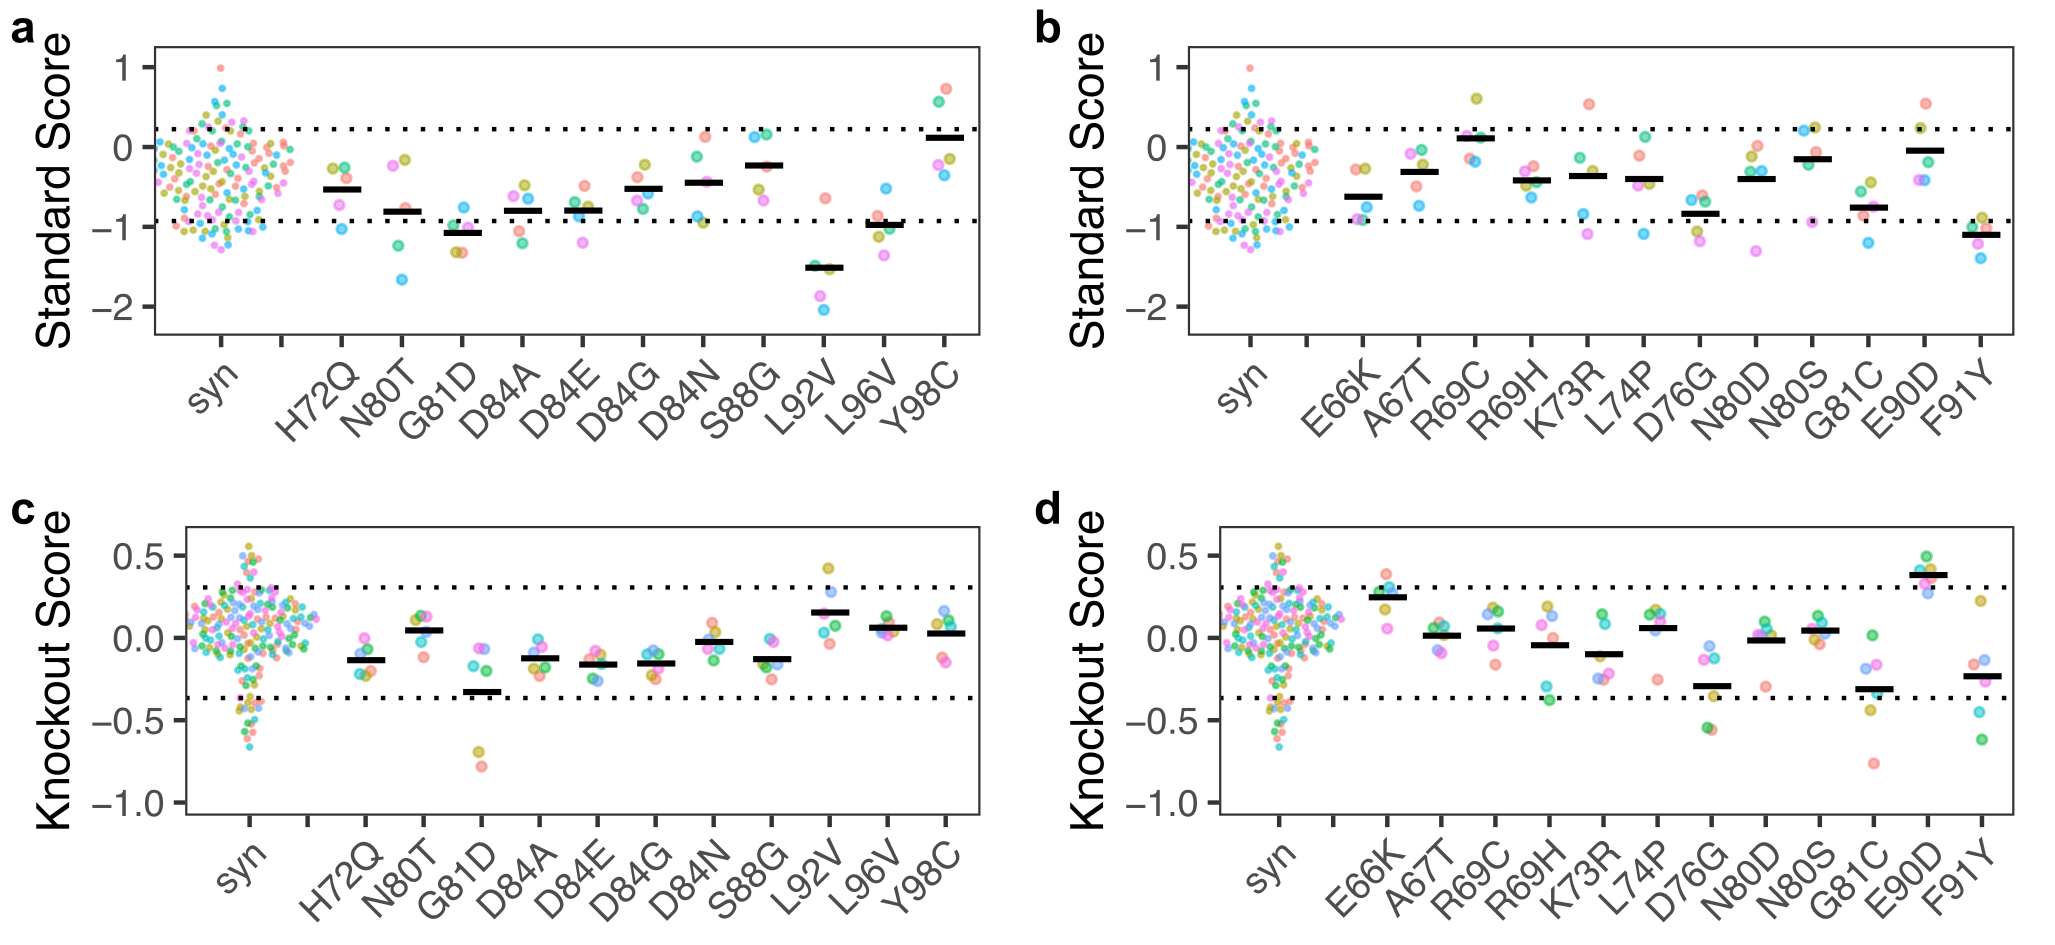 a
Standard Score
1
0
−1
−2
syn
H72Q
N80T
G81D
D84A
D84E
D84G
D84N
S88G
L92V
L96V
Y98C
b
Standard Score
1
0
−1
−2
syn
E66K
A67T
R69C
R69H
K73R
L74P
D76G
N80D
N80S
G81C
E90D
F91Y
c
Knockout Score
0.5
0.0
−0.5
−1.0
syn
H72Q
N80T
G81D
D84A
D84E
D84G
D84N
S88G
L92V
L96V
Y98C
d
Knockout Score
0.5
0.0
−0.5
−1.0
syn
E66K
A67T
R69C
R69H
K73R
L74P
D76G
N80D
N80S
G81C
E90D
F91Y